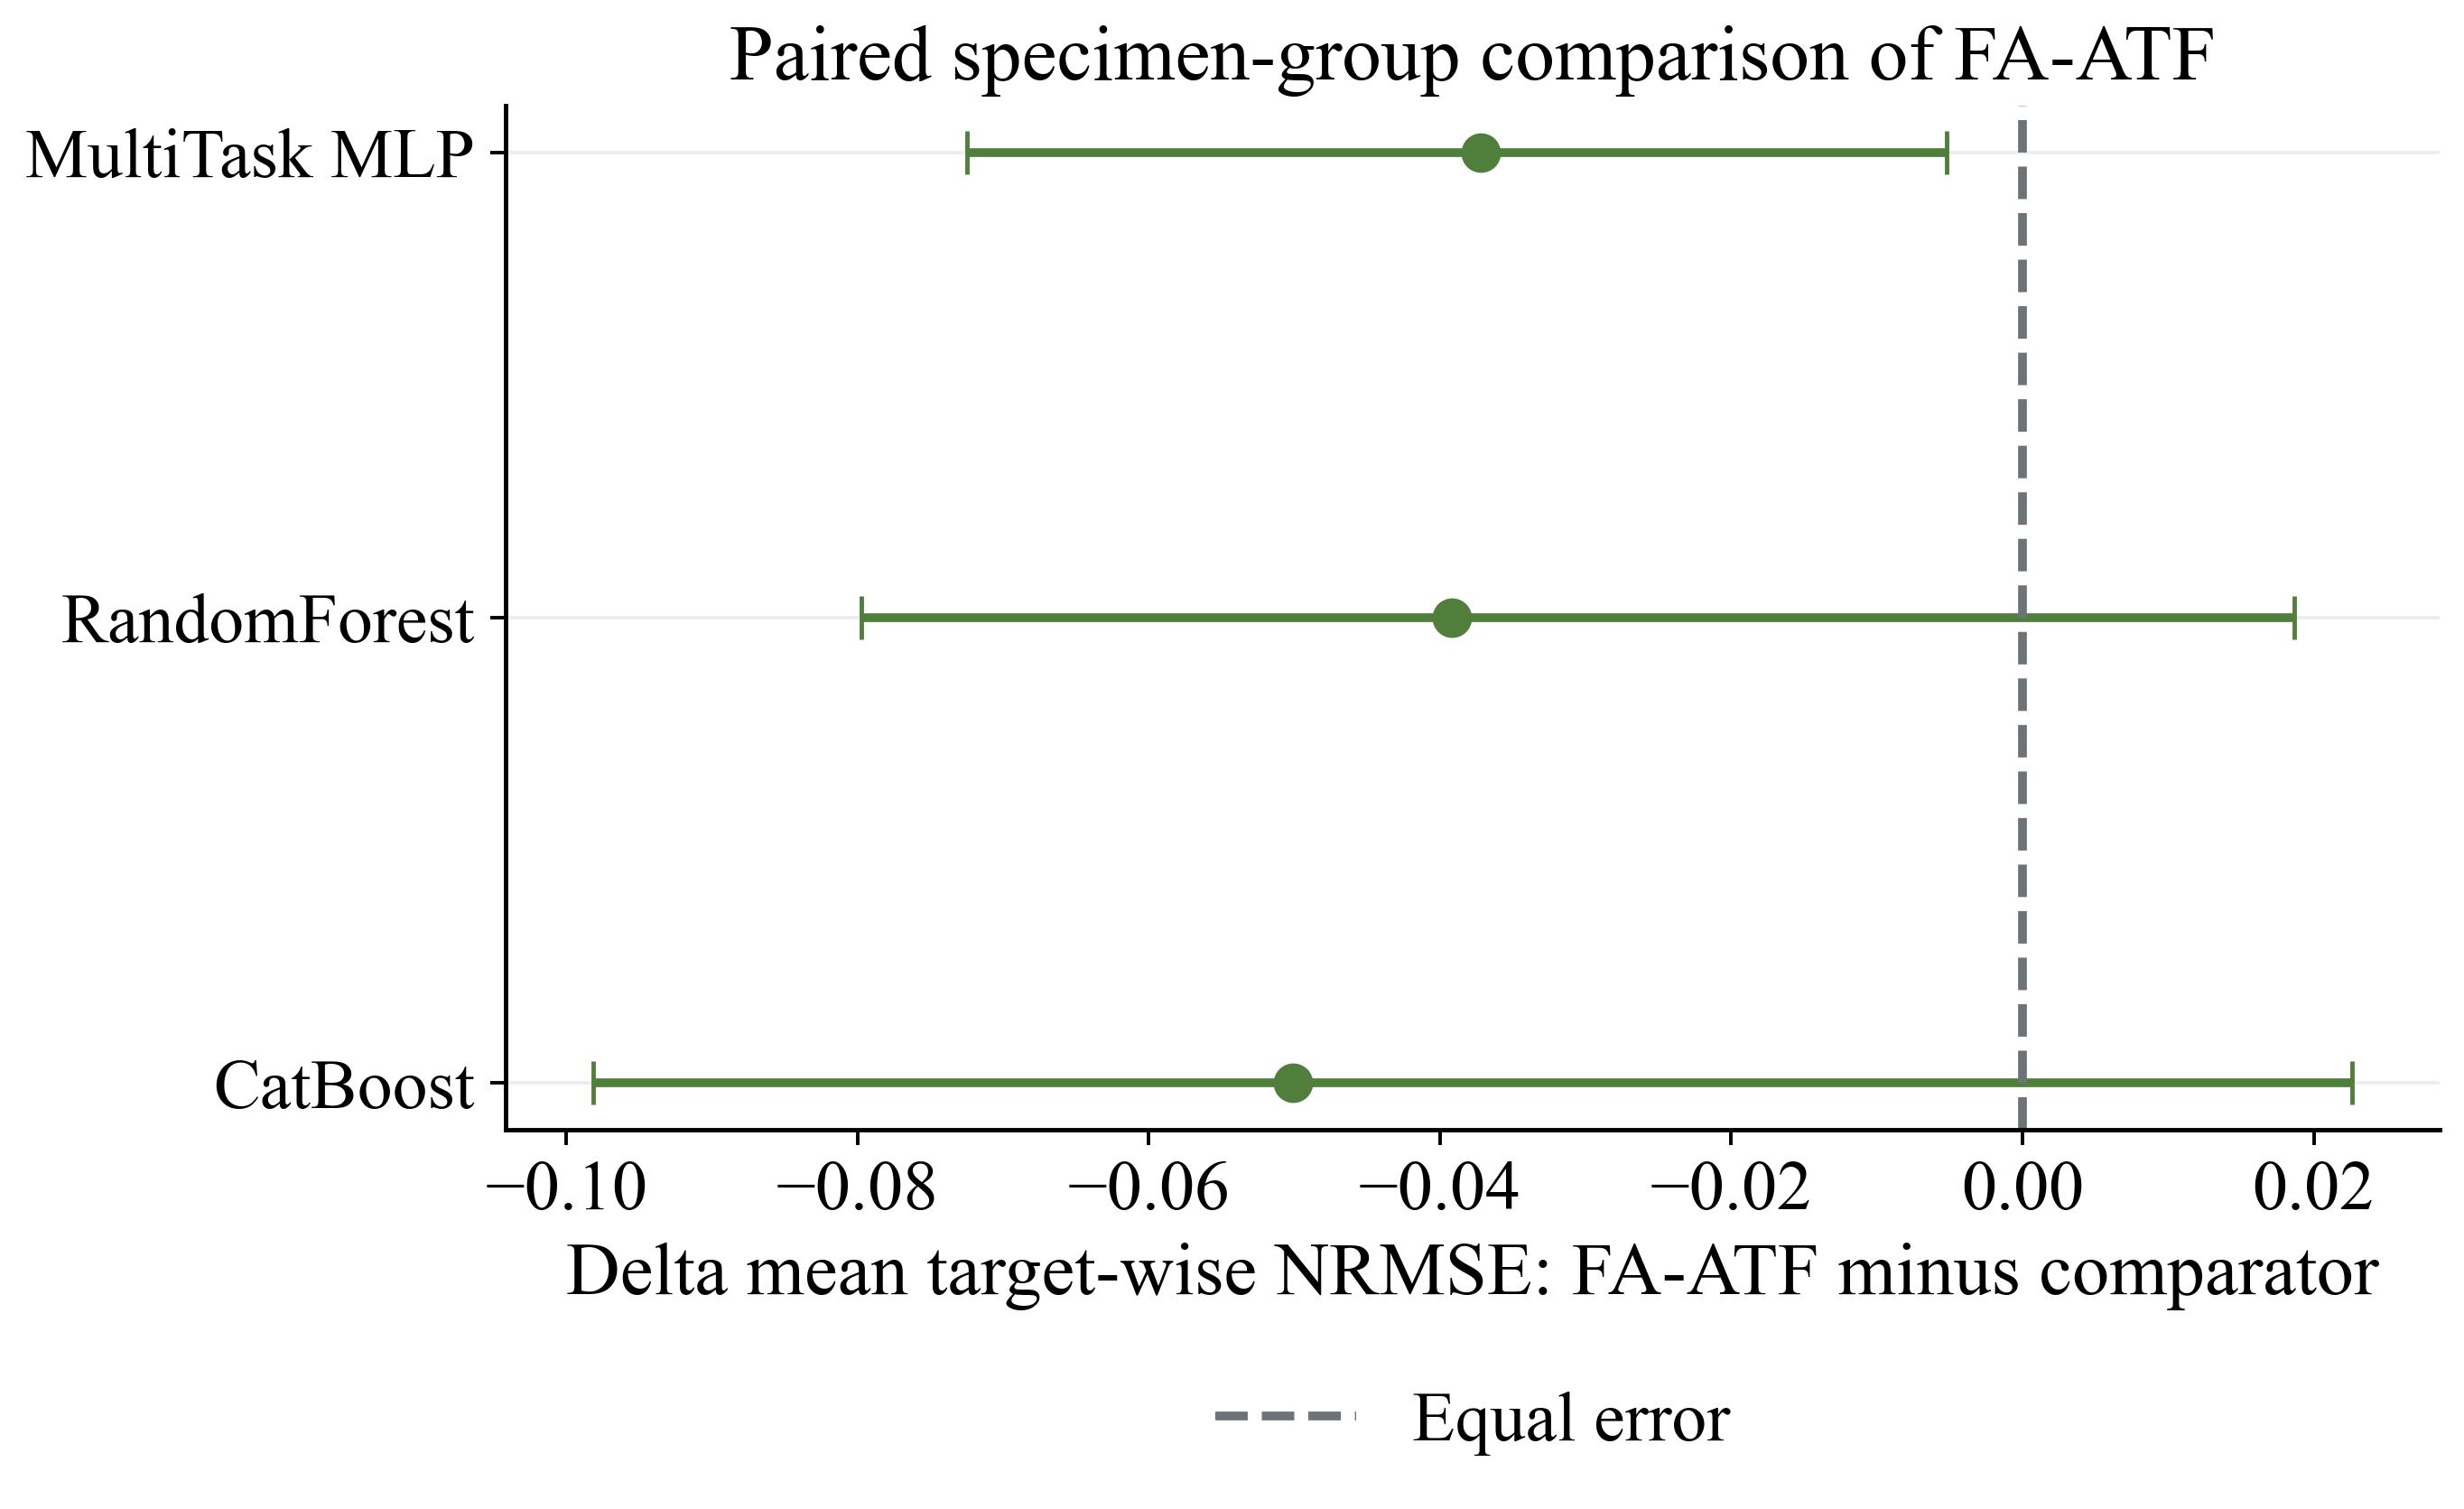 Paired specimen-group comparison of FA-ATF
MultiTask MLP
RandomForest
CatBoost
−0.10 −0.08 −0.06 −0.04 −0.02 0.00 0.02
Delta mean target-wise NRMSE: FA-ATF minus comparator
Equal error